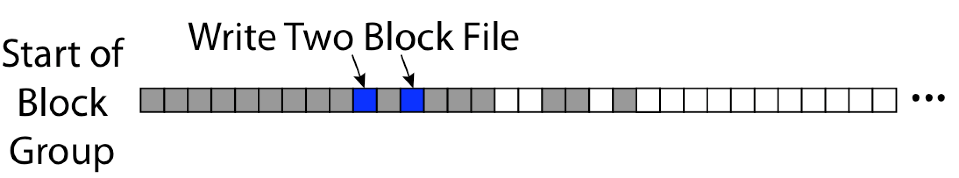 Write Two Block File
Start of
Block
Group
...